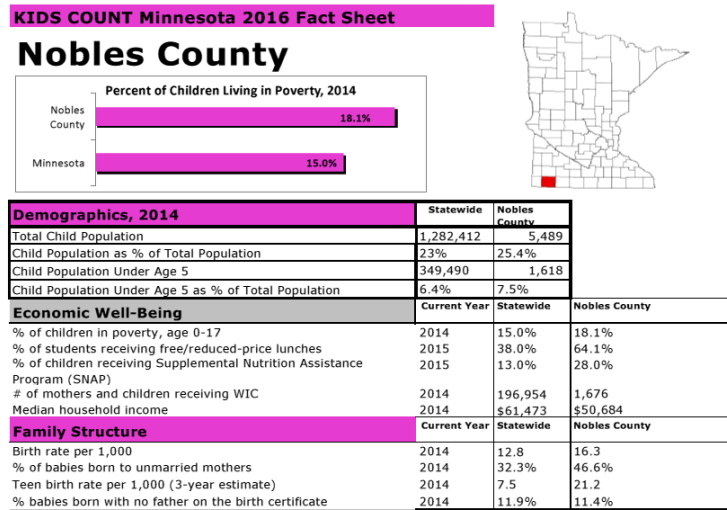 KIDS COUNT Minnesota 2016 Fact Sheet
Nobles County
Percent of Children Living in Poverty, 2014
Nobles County 18.1%
Minnesota 15.0%
Demographics, 2014 Statewide Nobles County
Total Child Population 1,282,412 5,489
Child Population as % of Total Population 23% 25.4%
Child Population Under Age 5 349,490 1,618
Child Population Under Age 5 as % of Total Population 6.4% 7.5%
Economic Well-Being Current Year Statewide Nobles County
% of children in poverty, age 0-17 2014 15.0% 18.1%
% of students receiving free/reduced-price lunches 2015 38.0% 64.1%
% of children receiving Supplemental Nutrition Assistance 2015 13.0% 28.0%
Program (SNAP)
# of mothers and children receiving WIC 2014 196,954 1,676
Median household income 2014 $61,473 $50,684
Family Structure Current Year Statewide Nobles County
Birth rate per 1,000 2014 12.8 16.3
% of babies born to unmarried mothers 2014 32.3% 46.6%
Teen birth rate per 1,000 (3-year estimate) 2014 7.5 21.2
% babies born with no father on the birth certificate 2014 11.9% 11.4%